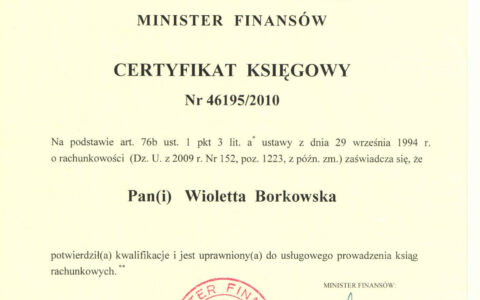 MINISTER FINANSÓW
CERTYFIKAT KSIĘGOWY
Nr 46195/2010
Na podstawie art. 76b ust. 1 pkt 3 lit. a* ustawy z dnia 29 września 1994 r.
o rachunkowości (Dz. U. z 2009 r. Nr 152, poz. 1223, z późn. zm.) zaświadcza się, że
Pan(i) Wioletta Borkowska
potwierdził(a) kwalifikacje i jest uprawniony(a) do usługowego prowadzenia ksiąg
rachunkowych.**
MINISTER FINANSÓW:
TER FINAN